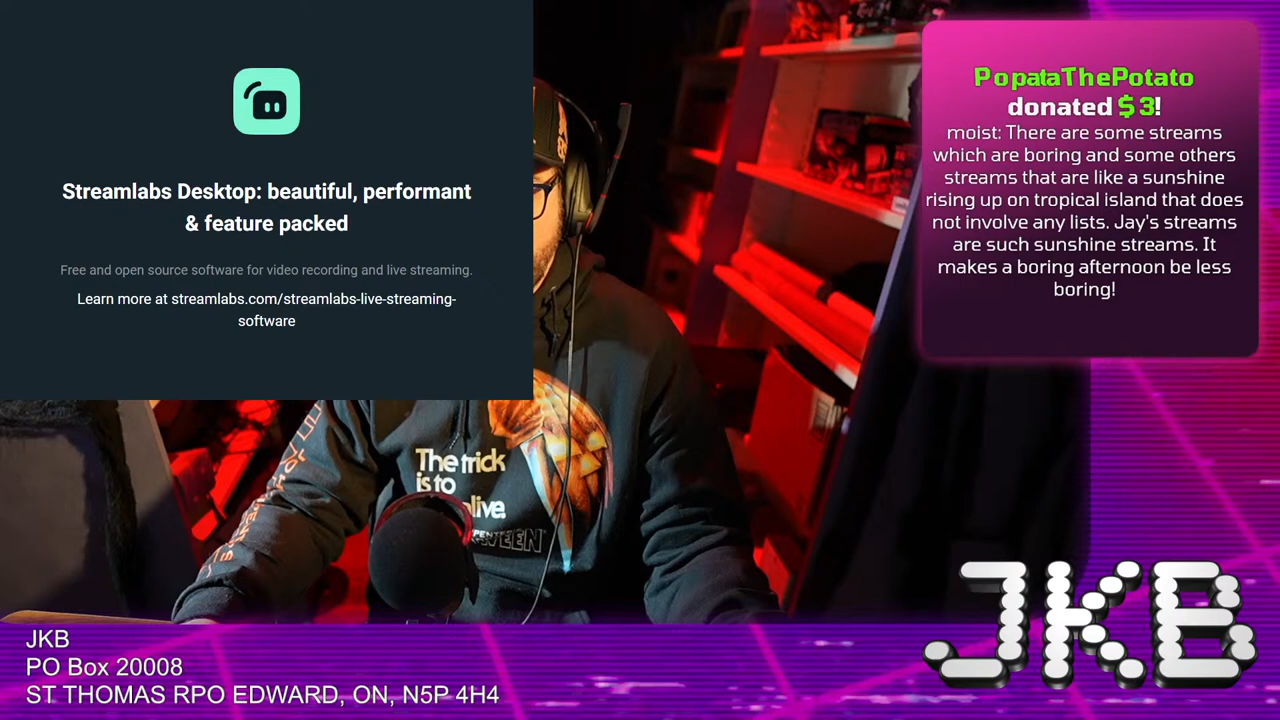 Streamlabs Desktop: beautiful, performant
& feature packed
Free and open source software for video recording and live streaming.
Learn more at streamlabs.com/streamlabs-live-streaming-
software
PopataThePotato
donated $3!
moist: There are some streams
which are boring and some others
streams that are like a sunshine
rising up on tropical island that does
not involve any lists. Jay's streams
are such sunshine streams. It
makes a boring afternoon be less
boring!
The trick
is to
alive.
JKB
PO Box 20008
ST THOMAS RPO EDWARD, ON, N5P 4H4
JKB